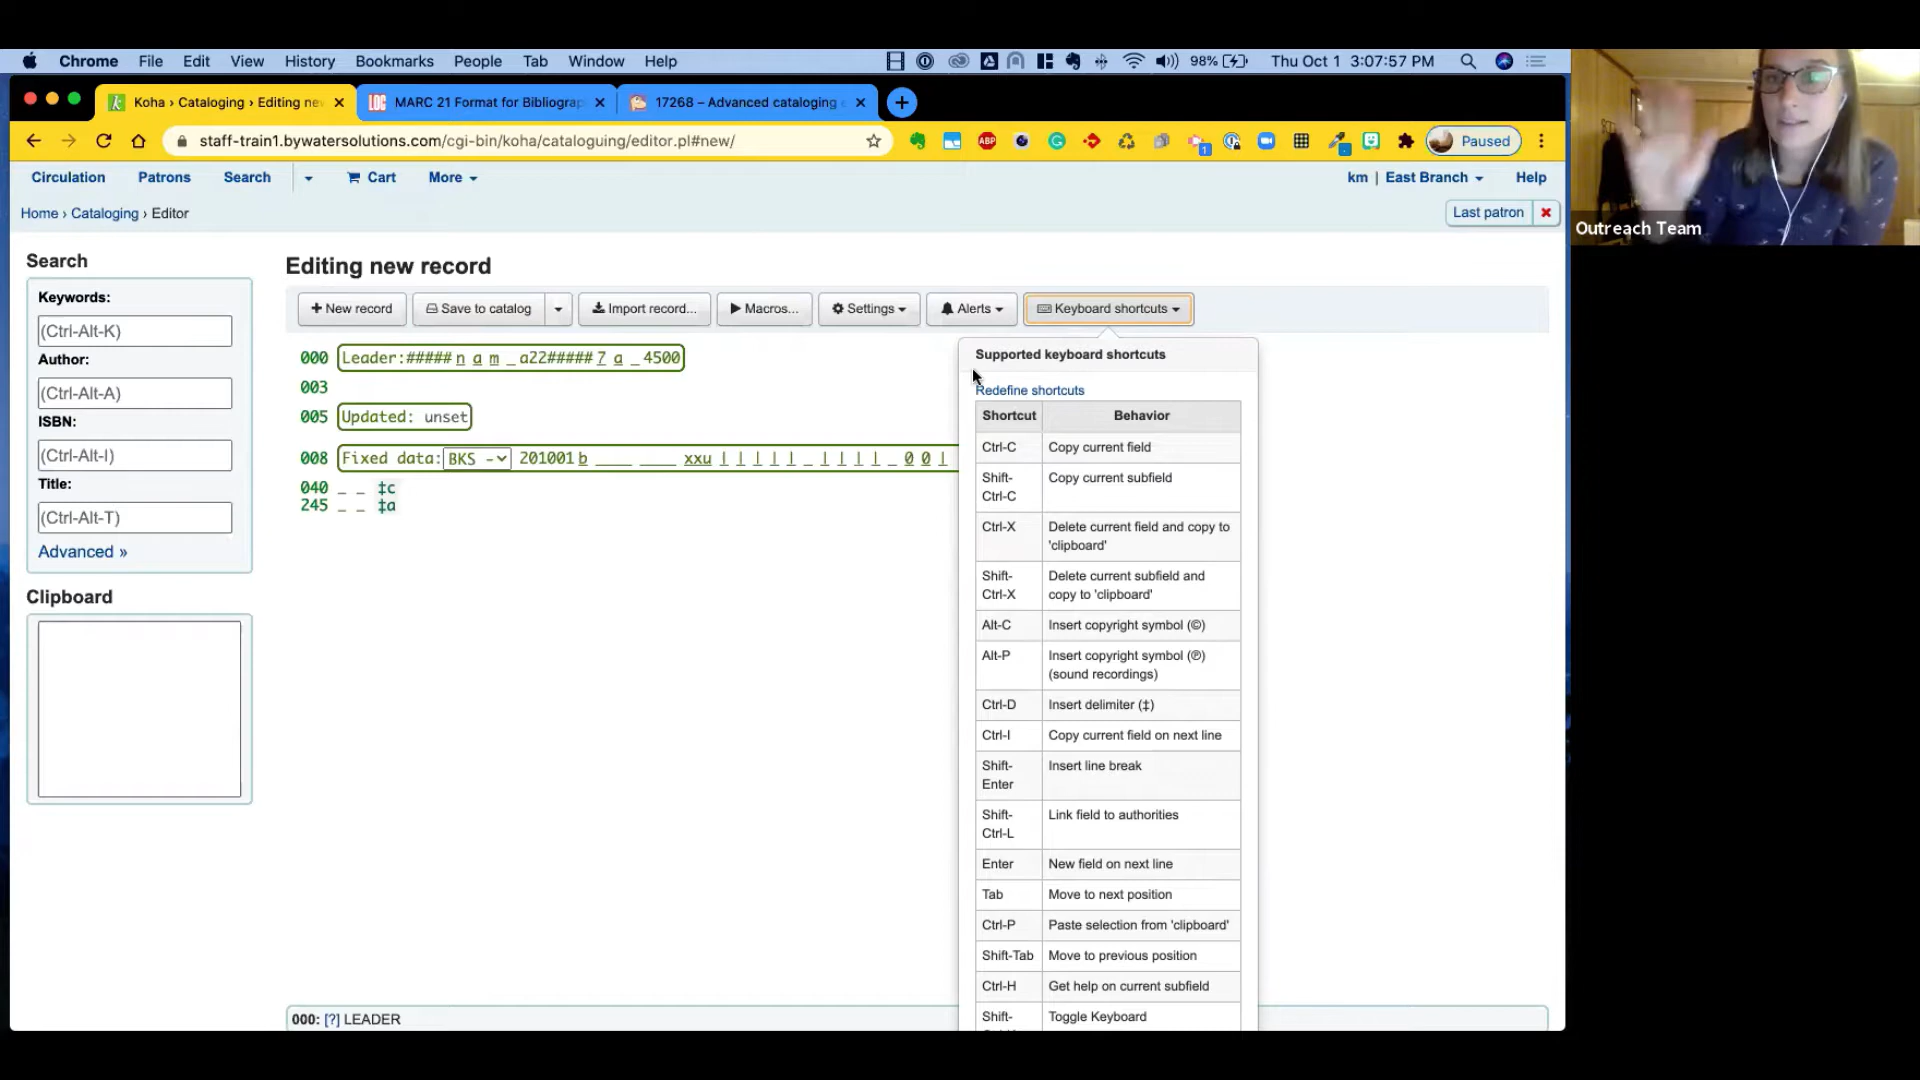 Chrome File Edit View History Bookmarks People Tab Window Help 98% Thu Oct 1 3:07:57 PM
Koha › Cataloging › Editing ne
LOC MARC 21 Format for Bibliograp
17268 – Advanced cataloging
staff-train1.bywatersolutions.com/cgi-bin/koha/cataloguing/editor.pl#new/
ABP
1
Paused
Circulation Patrons Search Cart More
km | East Branch Help
Home › Cataloging › Editor
Last patron
Outreach Team
Search
Keywords:
(Ctrl-Alt-K)
Author:
(Ctrl-Alt-A)
ISBN:
(Ctrl-Alt-I)
Title:
(Ctrl-Alt-T)
Advanced »
Clipboard
Editing new record
+ New record Save to catalog Import record... Macros... Settings Alerts Keyboard shortcuts
000 Leader:##### n a m _ a22##### 7 a _ 4500
003
005 Updated: unset
008 Fixed data: BKS - 201001 b ____ ____ xxu | | | | | _ | | | | _ 0 0 |
040 _ _ ‡c
245 _ _ ‡a
Supported keyboard shortcuts
Redefine shortcuts
Shortcut Behavior
Ctrl-C Copy current field
Shift-Ctrl-C Copy current subfield
Ctrl-X Delete current field and copy to 'clipboard'
Shift-Ctrl-X Delete current subfield and copy to 'clipboard'
Alt-C Insert copyright symbol (©)
Alt-P Insert copyright symbol (℗) (sound recordings)
Ctrl-D Insert delimiter (‡)
Ctrl-I Copy current field on next line
Shift-Enter Insert line break
Shift-Ctrl-L Link field to authorities
Enter New field on next line
Tab Move to next position
Ctrl-P Paste selection from 'clipboard'
Shift-Tab Move to previous position
Ctrl-H Get help on current subfield
Shift- Toggle Keyboard
000: [?] LEADER